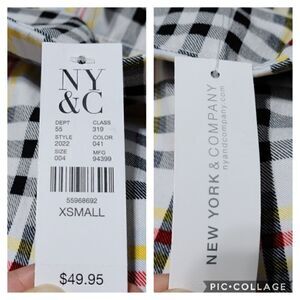 NY
&C
DEPT CLASS
55 319
STYLE COLOR
2022 041
SIZE MFG
004 94399
55968692
XSMALL
$49.95
NEW YORK & COMPANY
nyandcompany.com
PIC•COLLAGE